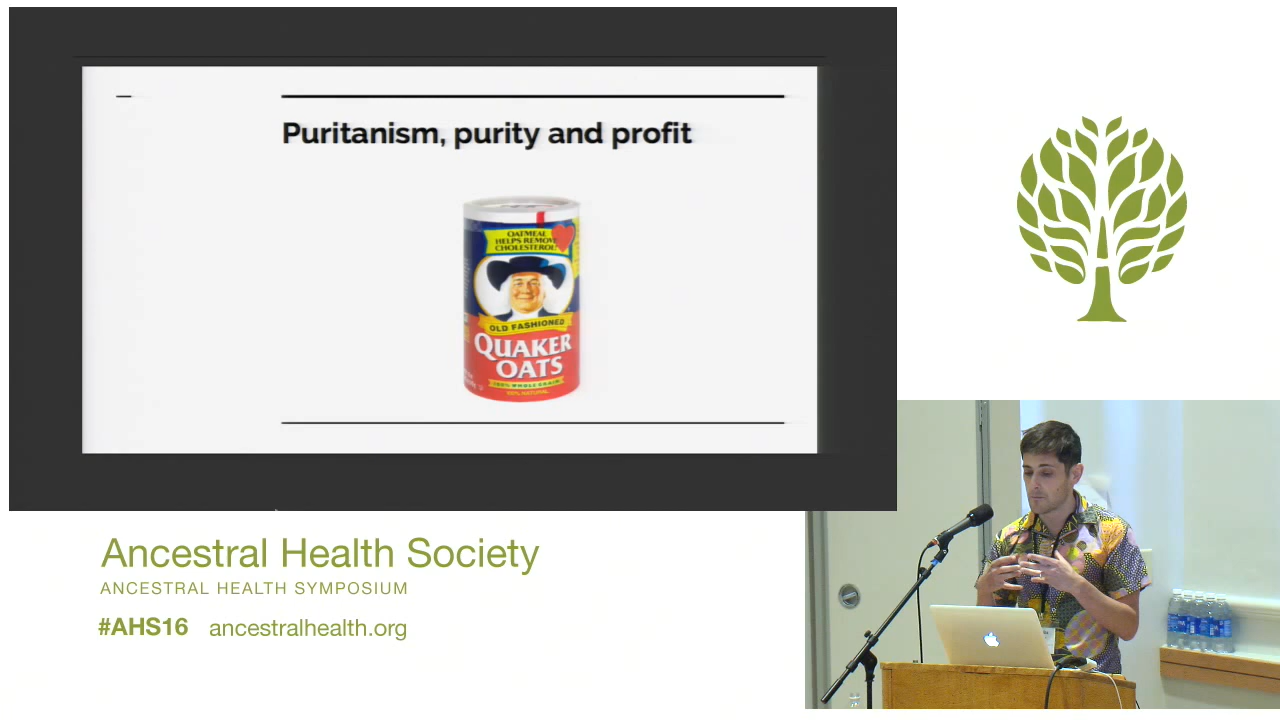 Puritanism, purity and profit
OATMEAL
HELPS REMOVE
CHOLESTEROL!
OLD FASHIONED
QUAKER
OATS
100% WHOLE GRAIN
100% NATURAL
Ancestral Health Society
ANCESTRAL HEALTH SYMPOSIUM
#AHS16 ancestralhealth.org